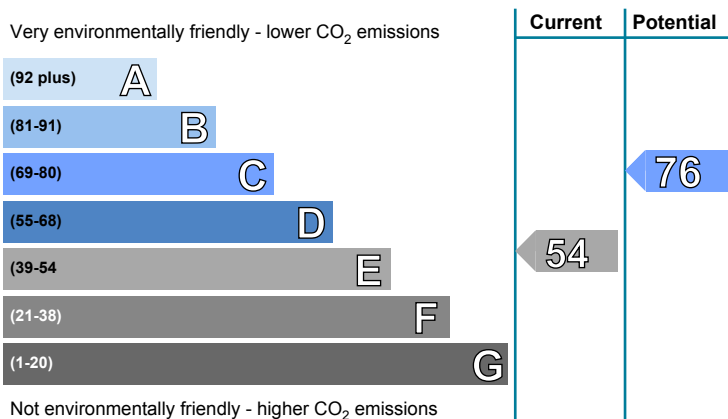 Current Potential
Very environmentally friendly - lower CO2 emissions
(92 plus) A
(81-91) B
(69-80) C
76
(55-68) D
(39-54 E
54
(21-38) F
(1-20) G
Not environmentally friendly - higher CO2 emissions